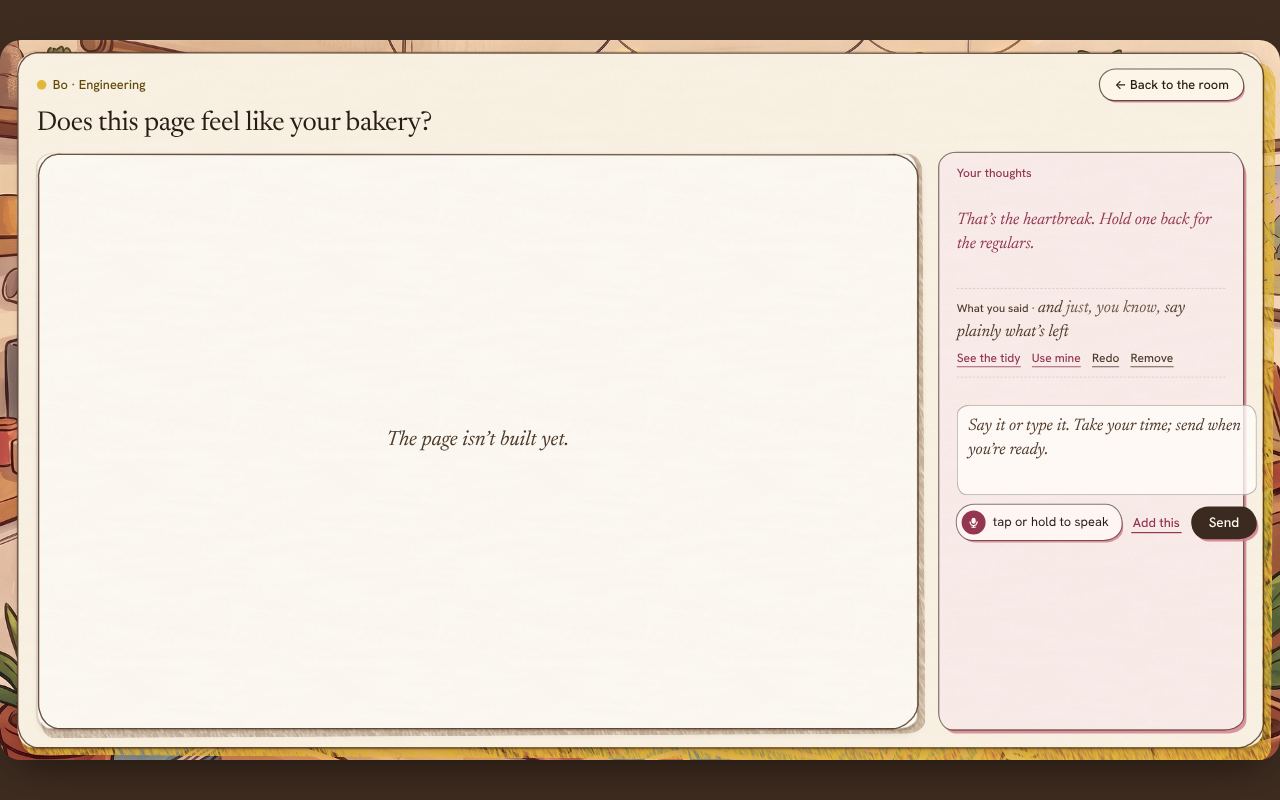 Bo · Engineering
← Back to the room
Does this page feel like your bakery?
The page isn’t built yet.
Your thoughts
That’s the heartbreak. Hold one back for
the regulars.
What you said · and just, you know, say
plainly what’s left
See the tidy Use mine Redo Remove
Say it or type it. Take your time; send when
you’re ready.
tap or hold to speak Add this Send